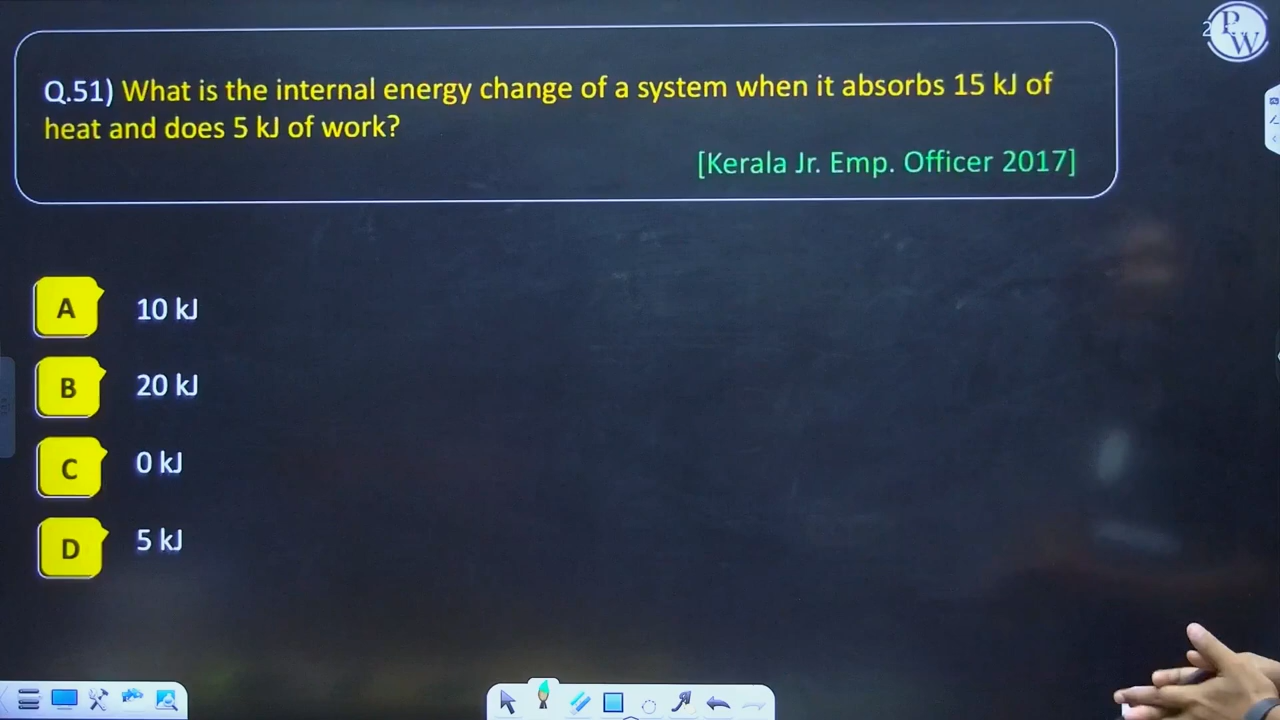 Q.51) What is the internal energy change of a system when it absorbs 15 kJ of
heat and does 5 kJ of work?
[Kerala Jr. Emp. Officer 2017]
A 10 kJ
B 20 kJ
C 0 kJ
D 5 kJ
PW